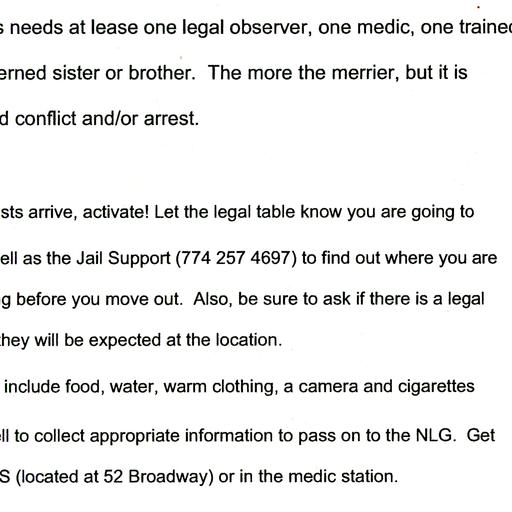 s needs at lease one legal observer, one medic, one trained
erned sister or brother. The more the merrier, but it is
d conflict and/or arrest.
sts arrive, activate! Let the legal table know you are going to
ell as the Jail Support (774 257 4697) to find out where you are
g before you move out. Also, be sure to ask if there is a legal
they will be expected at the location.
include food, water, warm clothing, a camera and cigarettes
ll to collect appropriate information to pass on to the NLG. Get
S (located at 52 Broadway) or in the medic station.